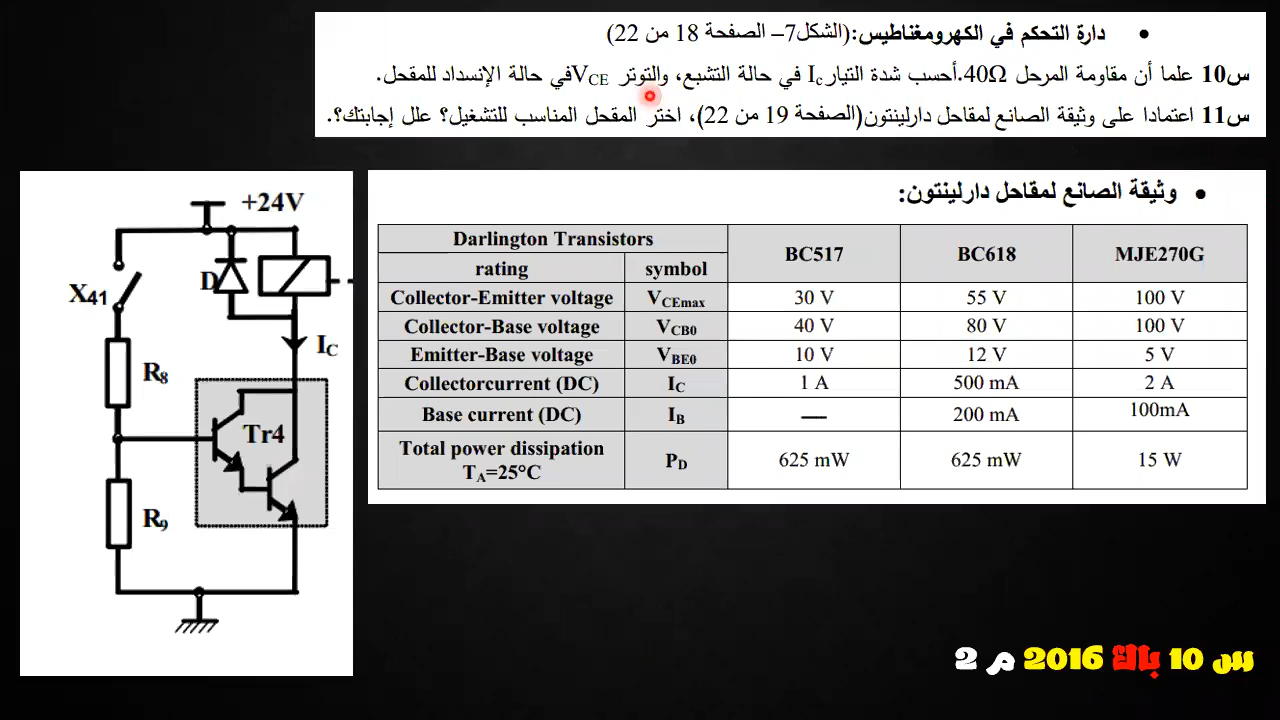 • دارة التحكم في الكهرومغناطيس:(الشكل7– الصفحة 18 من 22)
س10 علما أن مقاومة المرحل 40Ω.أحسب شدة التيار Ic في حالة التشبع، والتوتر VCE في حالة الإنسداد للمقحل.
س11 اعتمادا على وثيقة الصانع لمقاحل دارلينتون(الصفحة 19 من 22)، اختر المقحل المناسب للتشغيل؟ علل إجابتك؟.
+24V
D
X41
IC
R8
Tr4
R9
• وثيقة الصانع لمقاحل دارلينتون:
Darlington Transistors BC517 BC618 MJE270G
rating symbol
Collector-Emitter voltage VCEmax 30 V 55 V 100 V
Collector-Base voltage VCB0 40 V 80 V 100 V
Emitter-Base voltage VBE0 10 V 12 V 5 V
Collectorcurrent (DC) IC 1 A 500 mA 2 A
Base current (DC) IB — 200 mA 100mA
Total power dissipation PD 625 mW 625 mW 15 W
TA=25°C
س 10 باك 2016 م 2